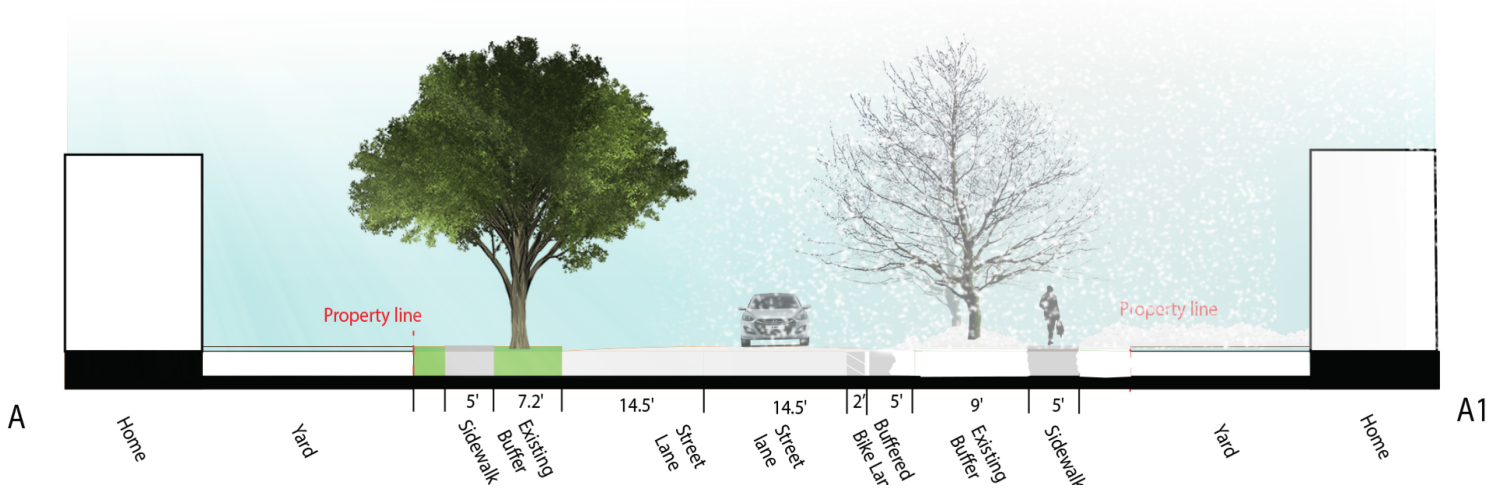 Property line
Property line
5'
7.2'
14.5'
14.5'
2'
5'
9'
5'
A
A1
Home
Yard
Sidewalk
Existing
Buffer
Street
Lane
Street
lane
Buffered
Bike Lan
Existing
Buffer
Sidewalk
Yard
Home